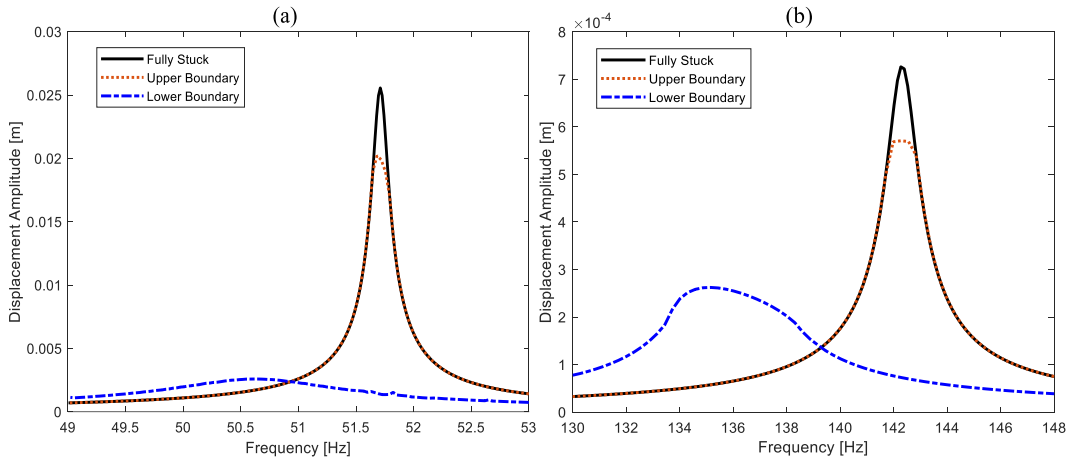 (a)
0.03
0.025
0.02
0.015
0.01
0.005
0
Displacement Amplitude [m]
Fully Stuck
Upper Boundary
Lower Boundary
49 49.5 50 50.5 51 51.5 52 52.5 53
Frequency [Hz]
(b)
×10⁻⁴
8
7
6
5
4
3
2
1
0
Displacement Amplitude [m]
Fully Stuck
Upper Boundary
Lower Boundary
130 132 134 136 138 140 142 144 146 148
Frequency [Hz]